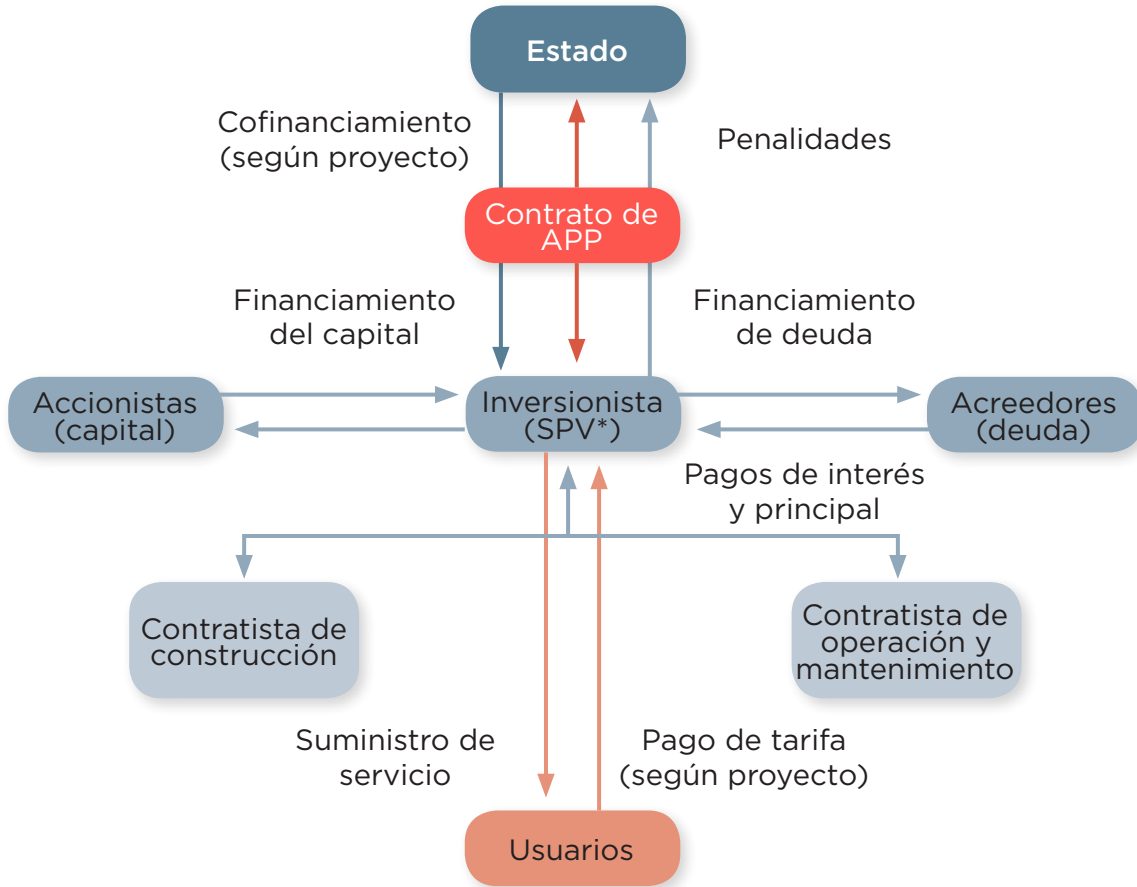 Estado
Cofinanciamiento
(según proyecto)
Penalidades
Contrato de
APP
Financiamiento
del capital
Financiamiento
de deuda
Accionistas
(capital)
Inversionista
(SPV*)
Acreedores
(deuda)
Pagos de interés
y principal
Contratista de
construcción
Contratista de
operación y
mantenimiento
Suministro de
servicio
Pago de tarifa
(según proyecto)
Usuarios